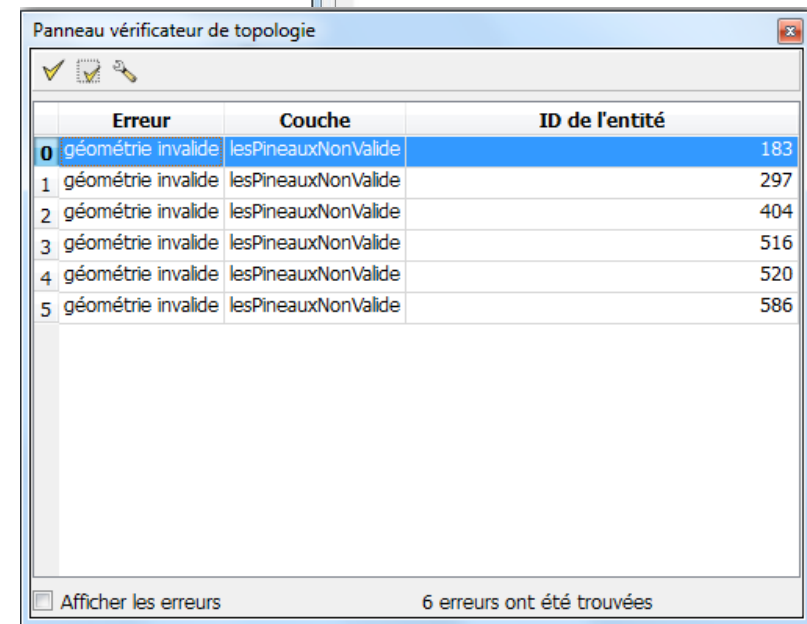 Panneau vérificateur de topologie
Erreur Couche ID de l'entité
0 géométrie invalide lesPineauxNonValide 183
1 géométrie invalide lesPineauxNonValide 297
2 géométrie invalide lesPineauxNonValide 404
3 géométrie invalide lesPineauxNonValide 516
4 géométrie invalide lesPineauxNonValide 520
5 géométrie invalide lesPineauxNonValide 586
Afficher les erreurs 6 erreurs ont été trouvées